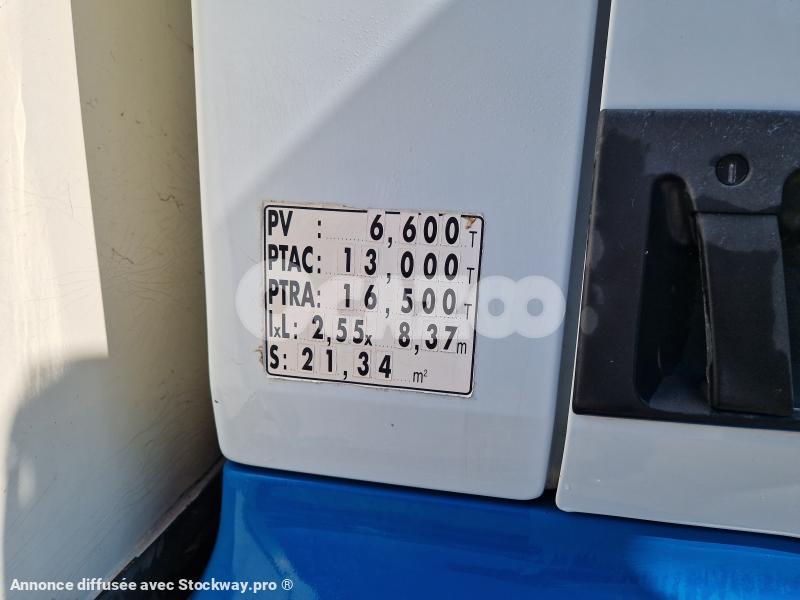 PV : 6,600 T
PTAC: 13,000 T
PTRA: 16,500 T
lxL: 2,55x 8,37 m
S: 21,34 m²
Annonce diffusée avec Stockway.pro ®